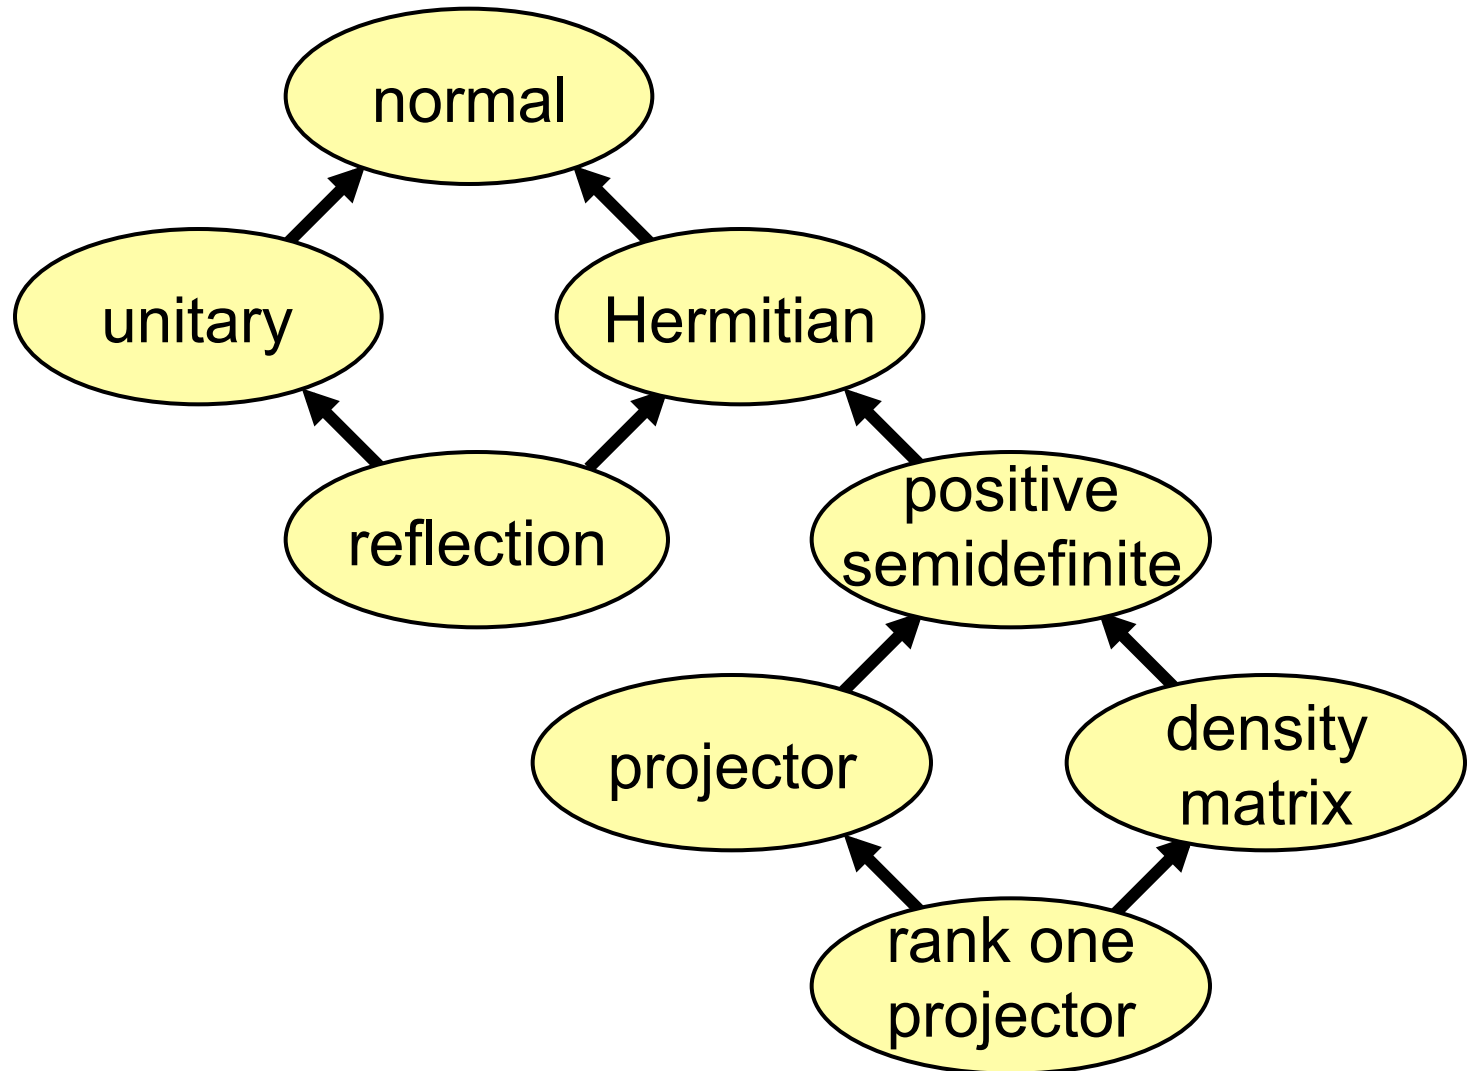 normal
unitary
Hermitian
reflection
positive
semidefinite
projector
density
matrix
rank one
projector